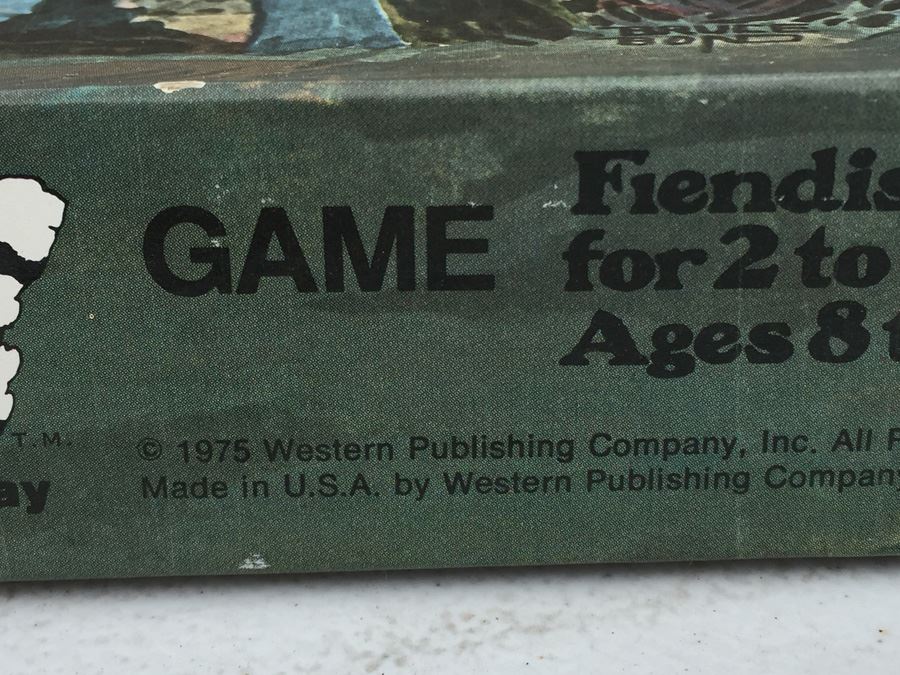 GAME
Fiendis
for 2 to
Ages 8 t
T.M.
ay
© 1975 Western Publishing Company, Inc. All R
Made in U.S.A. by Western Publishing Company